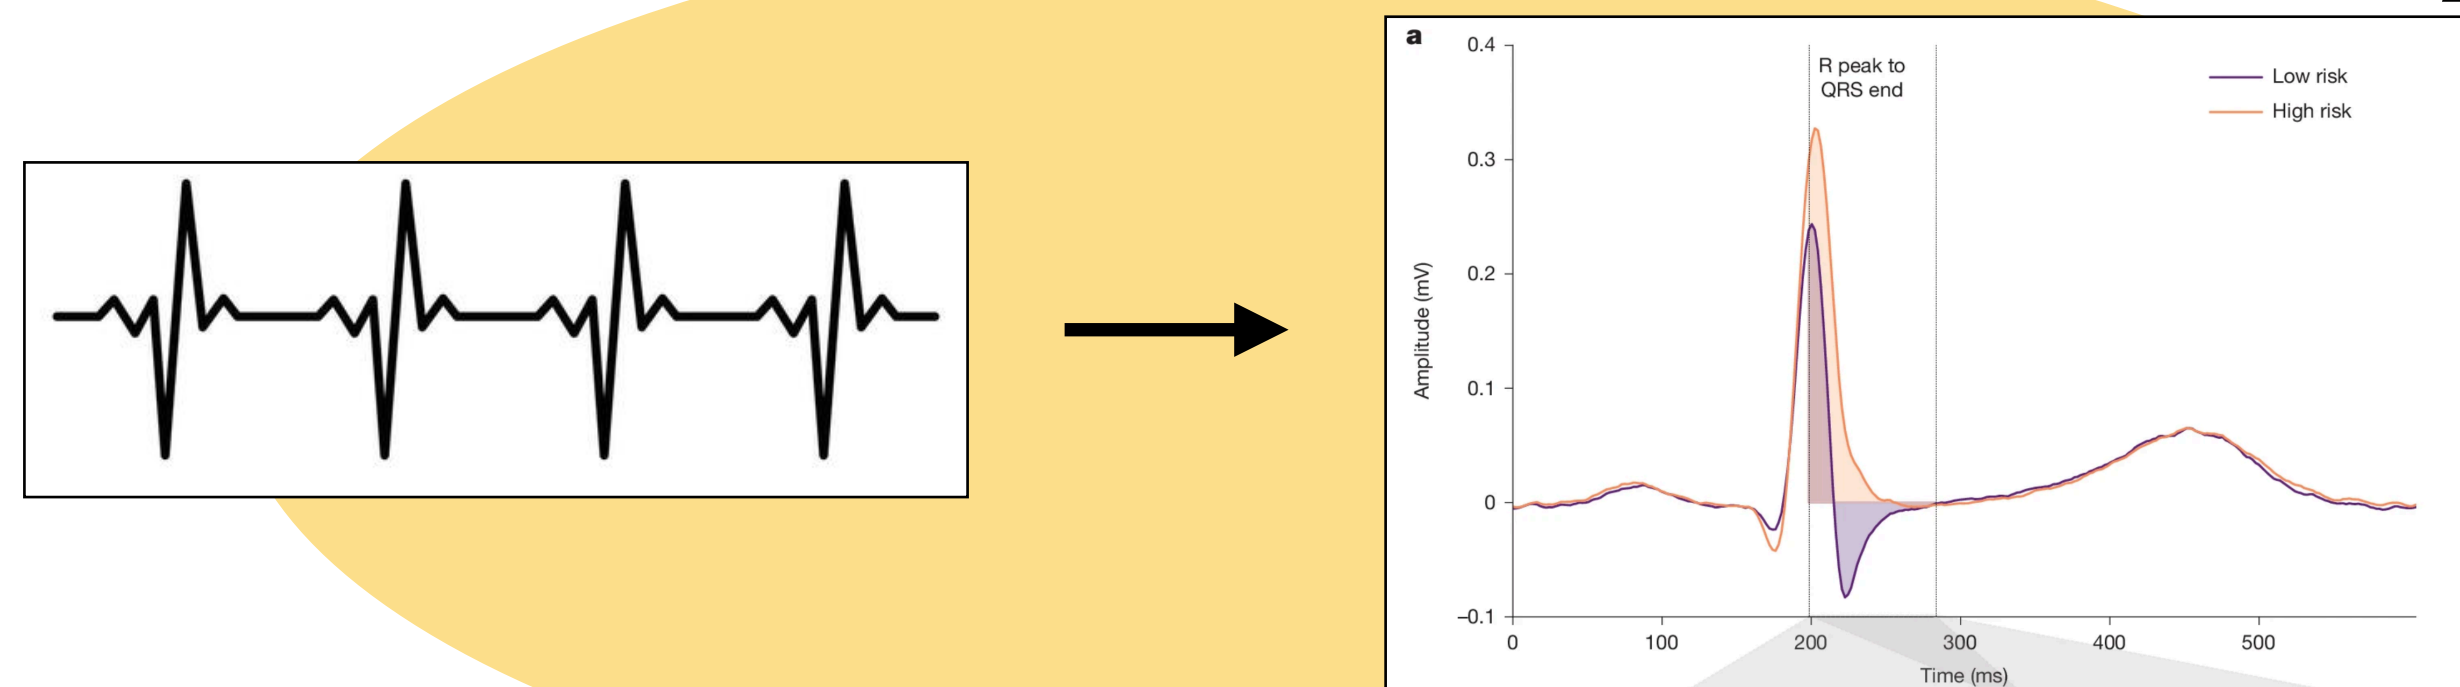 a
0.4
R peak to
QRS end
Low risk
High risk
0.3
0.2
0.1
0
–0.1
Amplitude (mV)
0
100
200
300
400
500
Time (ms)